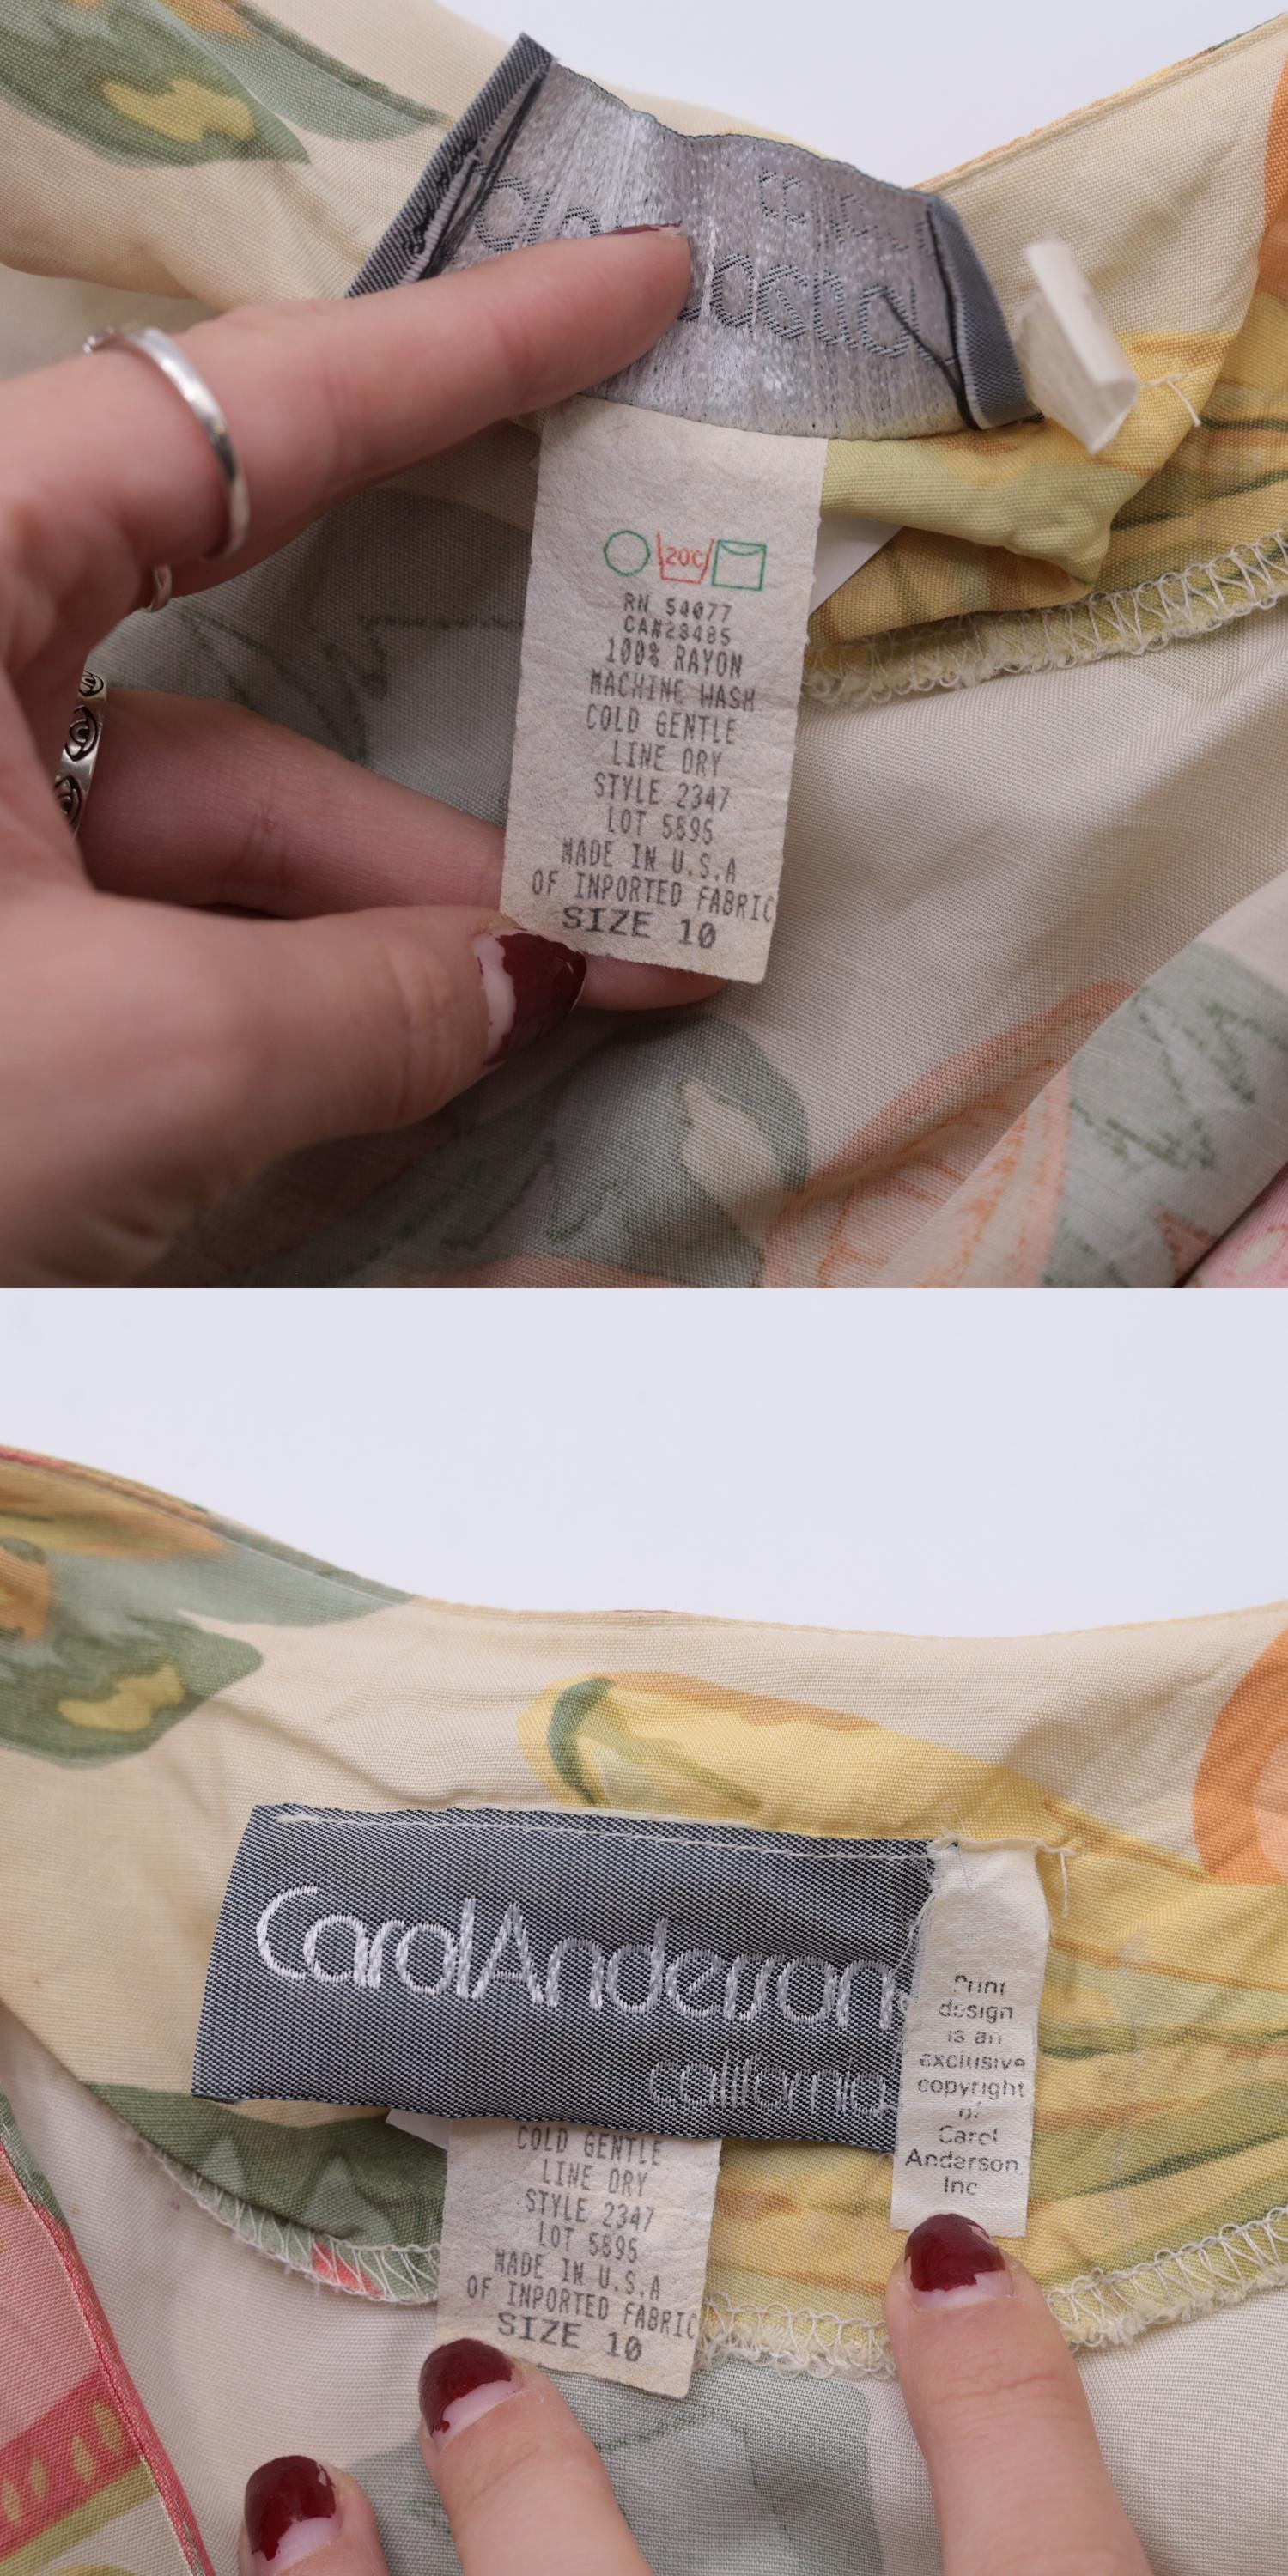 20C
RN 54077
CA#28485
100% RAYON
MACHINE WASH
COLD GENTLE
LINE DRY
STYLE 2347
LOT 5895
MADE IN U.S.A
OF INPORTED FABRIC
SIZE 10
CarolAnderson
california
Print
design
is an
exclusive
copyright
of
Carol
Anderson
Inc
COLD GENTLE
LINE DRY
STYLE 2347
LOT 5895
MADE IN U.S.A
OF INPORTED FABRIC
SIZE 10